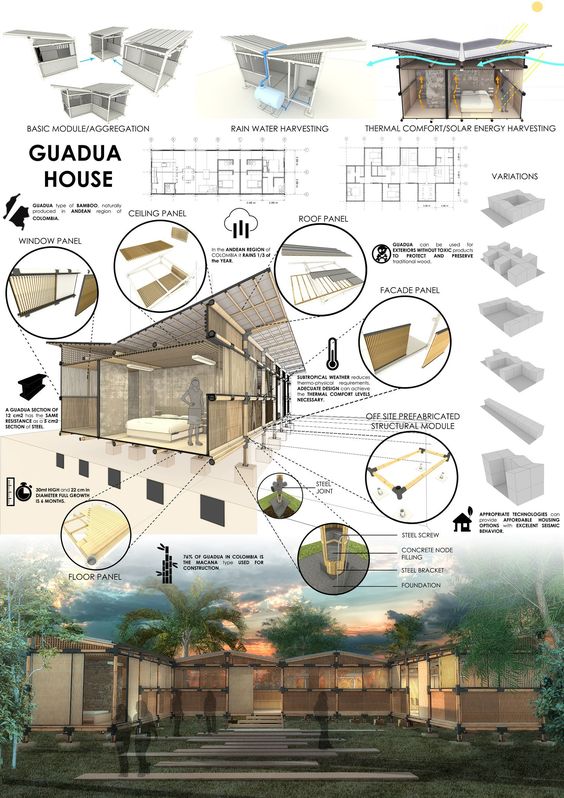 BASIC MODULE/AGGREGATION
RAIN WATER HARVESTING
THERMAL COMFORT/SOLAR ENERGY HARVESTING
GUADUA
HOUSE
VARIATIONS
GUADUA type of BAMBOO, naturally
produced in ANDEAN region of
COLOMBIA.
CEILING PANEL
WINDOW PANEL
In the ANDEAN REGION of
COLOMBIA it RAINS 1/3 of
the YEAR.
ROOF PANEL
GUADUA can be used for
EXTERIORS WITHOUT TOXIC products
TO PROTECT AND PRESERVE
traditional wood.
FACADE PANEL
SUBTROPICAL WEATHER reduces
thermo-physical requirements,
ADEQUATE DESIGN can achieve
the THERMAL COMFORT LEVELS
NECESSARY.
A GUADUA SECTION OF
12 cm2 HAS the SAME
RESISTANCE as a 5 cm2
SECTION of STEEL.
OFF SITE PREFABRICATED
STRUCTURAL MODULE
30mt HIGH and 22 cm in
DIAMETER FULL GROWTH
IS 6 MONTHS.
STEEL
JOINT
APPROPRIATE TECHNOLOGIES can
provide AFFORDABLE HOUSING
OPTIONS with EXCELENT SEISMIC
BEHAVIOR.
STEEL SCREW
CONCRETE NODE
FILLING
STEEL BRACKET
FOUNDATION
FLOOR PANEL
76% OF GUADUA IN COLOMBIA IS
THE MACANA type USED FOR
CONSTRUCTION.